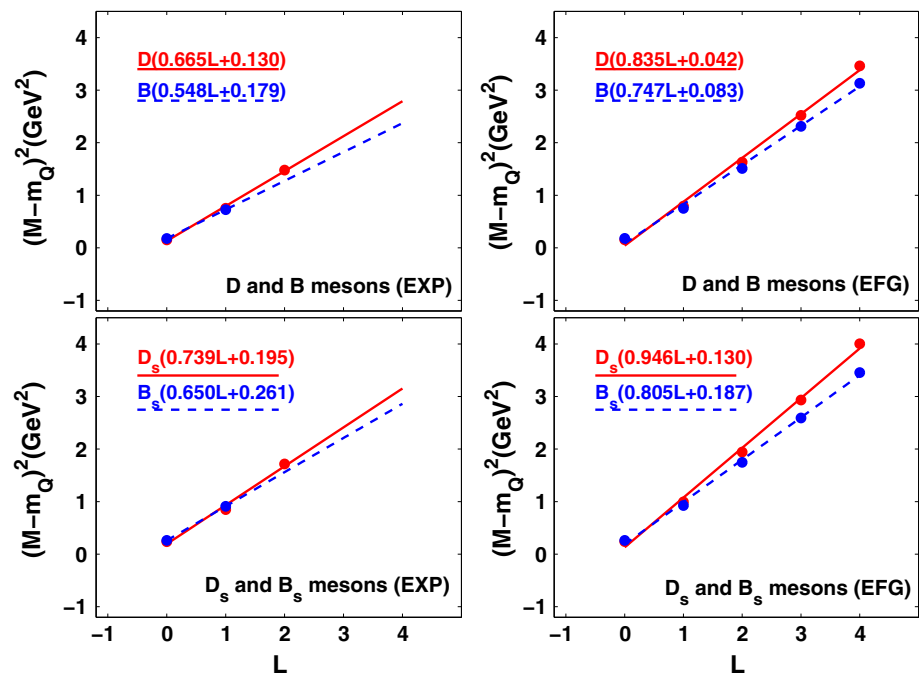 (M−m_Q)^2(GeV^2)
4
3
2
1
0
−1
D(0.665L+0.130)
B(0.548L+0.179)
D and B mesons (EXP)
(M−m_Q)^2(GeV^2)
4
3
2
1
0
−1
D(0.835L+0.042)
B(0.747L+0.083)
D and B mesons (EFG)
(M−m_Q)^2(GeV^2)
4
3
2
1
0
−1
D_s(0.739L+0.195)
B_s(0.650L+0.261)
D_s and B_s mesons (EXP)
−1 0 1 2 3 4
L
(M−m_Q)^2(GeV^2)
4
3
2
1
0
−1
D_s(0.946L+0.130)
B_s(0.805L+0.187)
D_s and B_s mesons (EFG)
−1 0 1 2 3 4
L